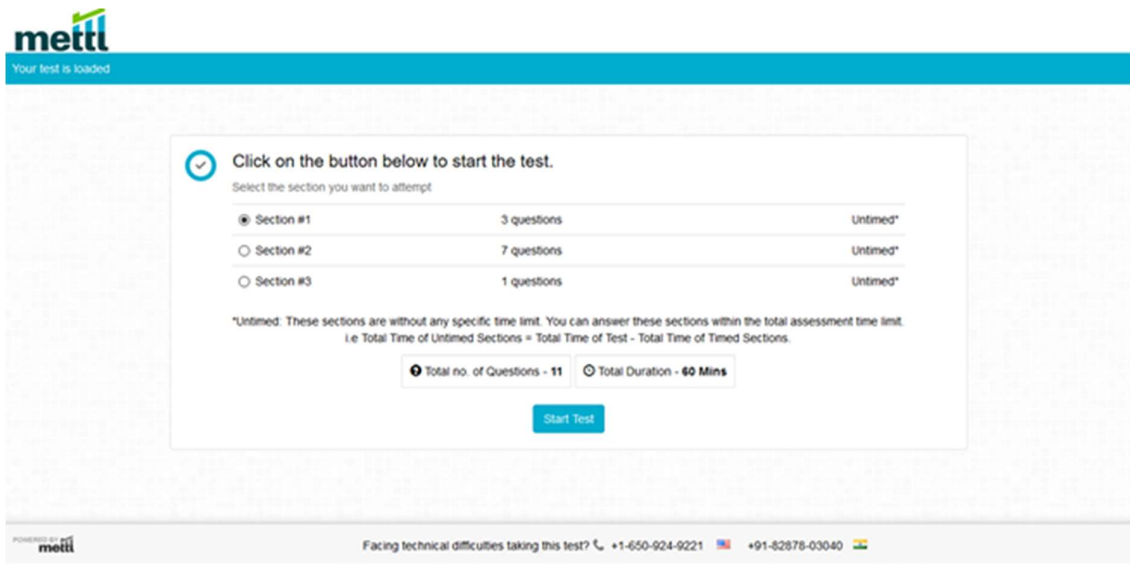 mettl
Your test is loaded
Click on the button below to start the test.
Select the section you want to attempt
Section #1 3 questions Untimed*
Section #2 7 questions Untimed*
Section #3 1 questions Untimed*
*Untimed: These sections are without any specific time limit. You can answer these sections within the total assessment time limit.
i.e Total Time of Untimed Sections = Total Time of Test - Total Time of Timed Sections.
Total no. of Questions - 11 Total Duration - 60 Mins
Start Test
POWERED BY mettl Facing technical difficulties taking this test? +1-650-924-9221 +91-82878-03040